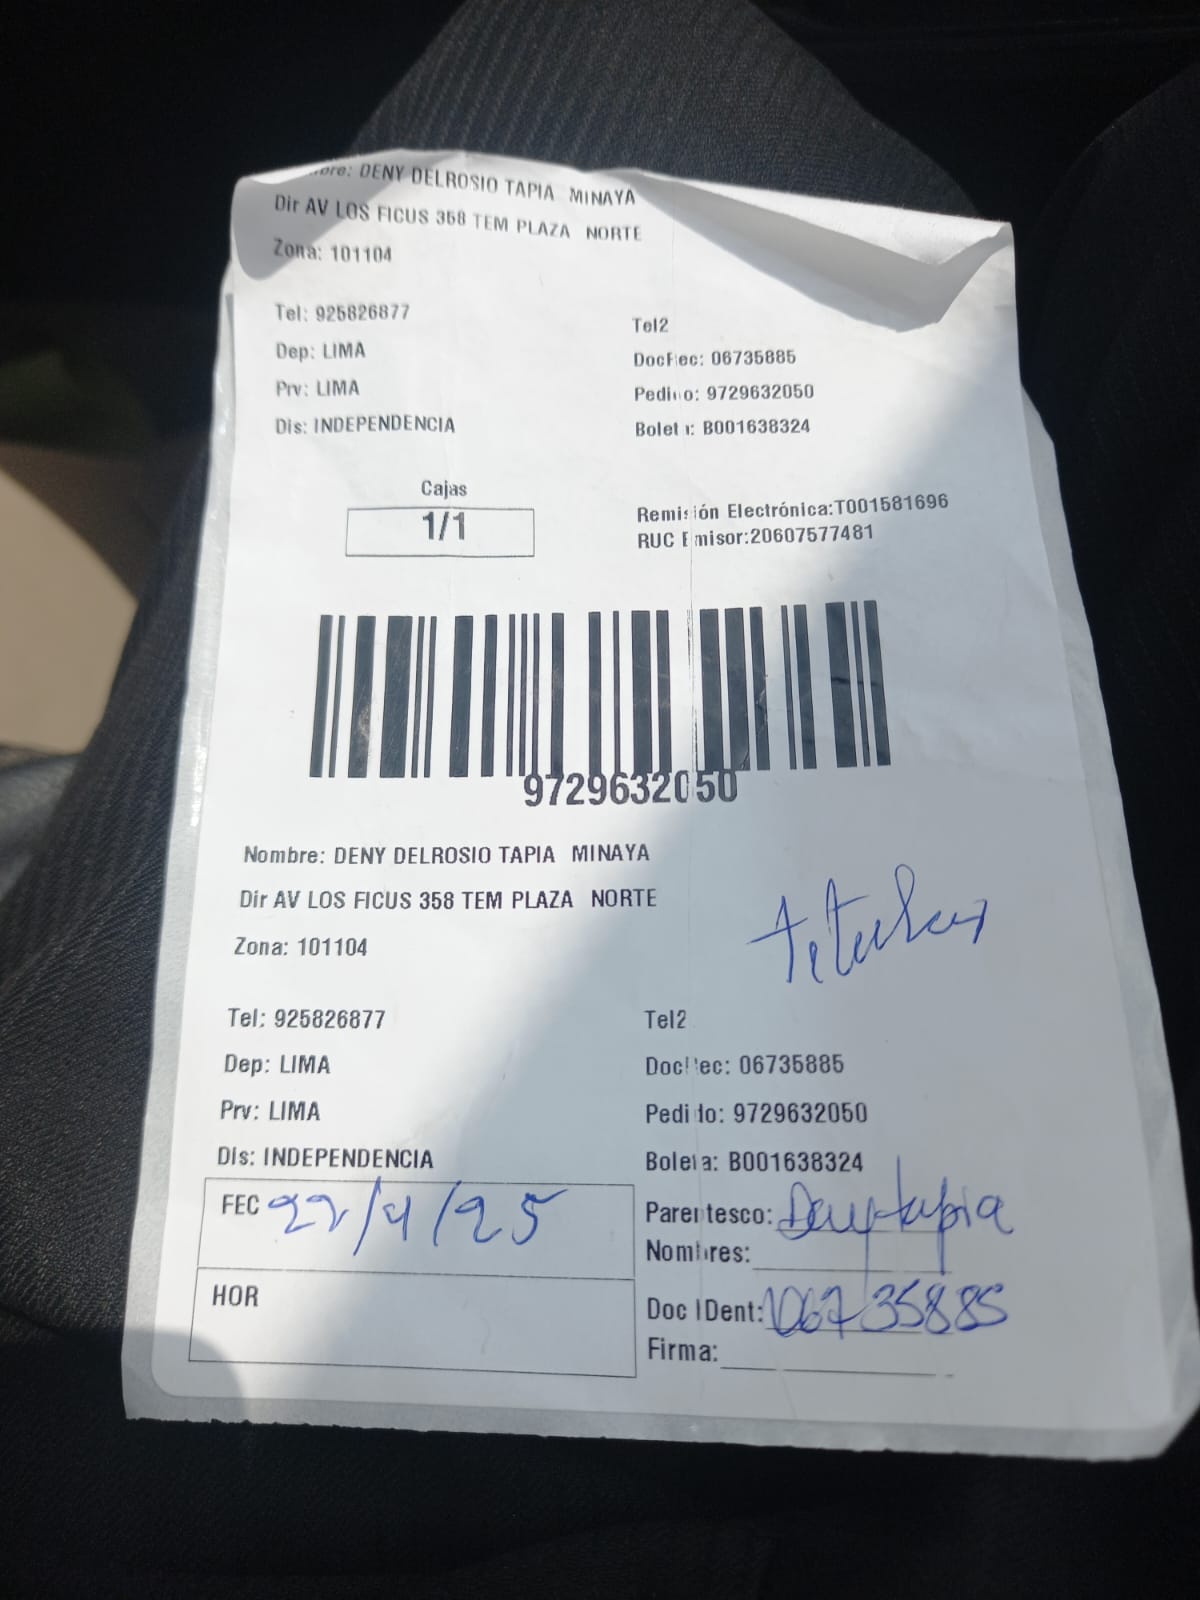 Nombre: DENY DELROSIO TAPIA MINAYA
Dir AV LOS FICUS 358 TEM PLAZA NORTE
Zona: 101104
Tel: 925826877
Tel2
Dep: LIMA
DocRec: 06735885
Prv: LIMA
Pedido: 9729632050
Dis: INDEPENDENCIA
Boleta: B001638324
Cajas
1/1
Remisión Electrónica:T001581696
RUC Emisor:20607577481
9729632050
Nombre: DENY DELROSIO TAPIA MINAYA
Dir AV LOS FICUS 358 TEM PLAZA NORTE
titular
Zona: 101104
Tel: 925826877
Tel2
Dep: LIMA
DocRec: 06735885
Prv: LIMA
Pedido: 9729632050
Dis: INDEPENDENCIA
Boleta: B001638324
FEC 22/4/25
Parentesco: Deny tapia
Nombres:
HOR
Doc IDent: 06735885
Firma: